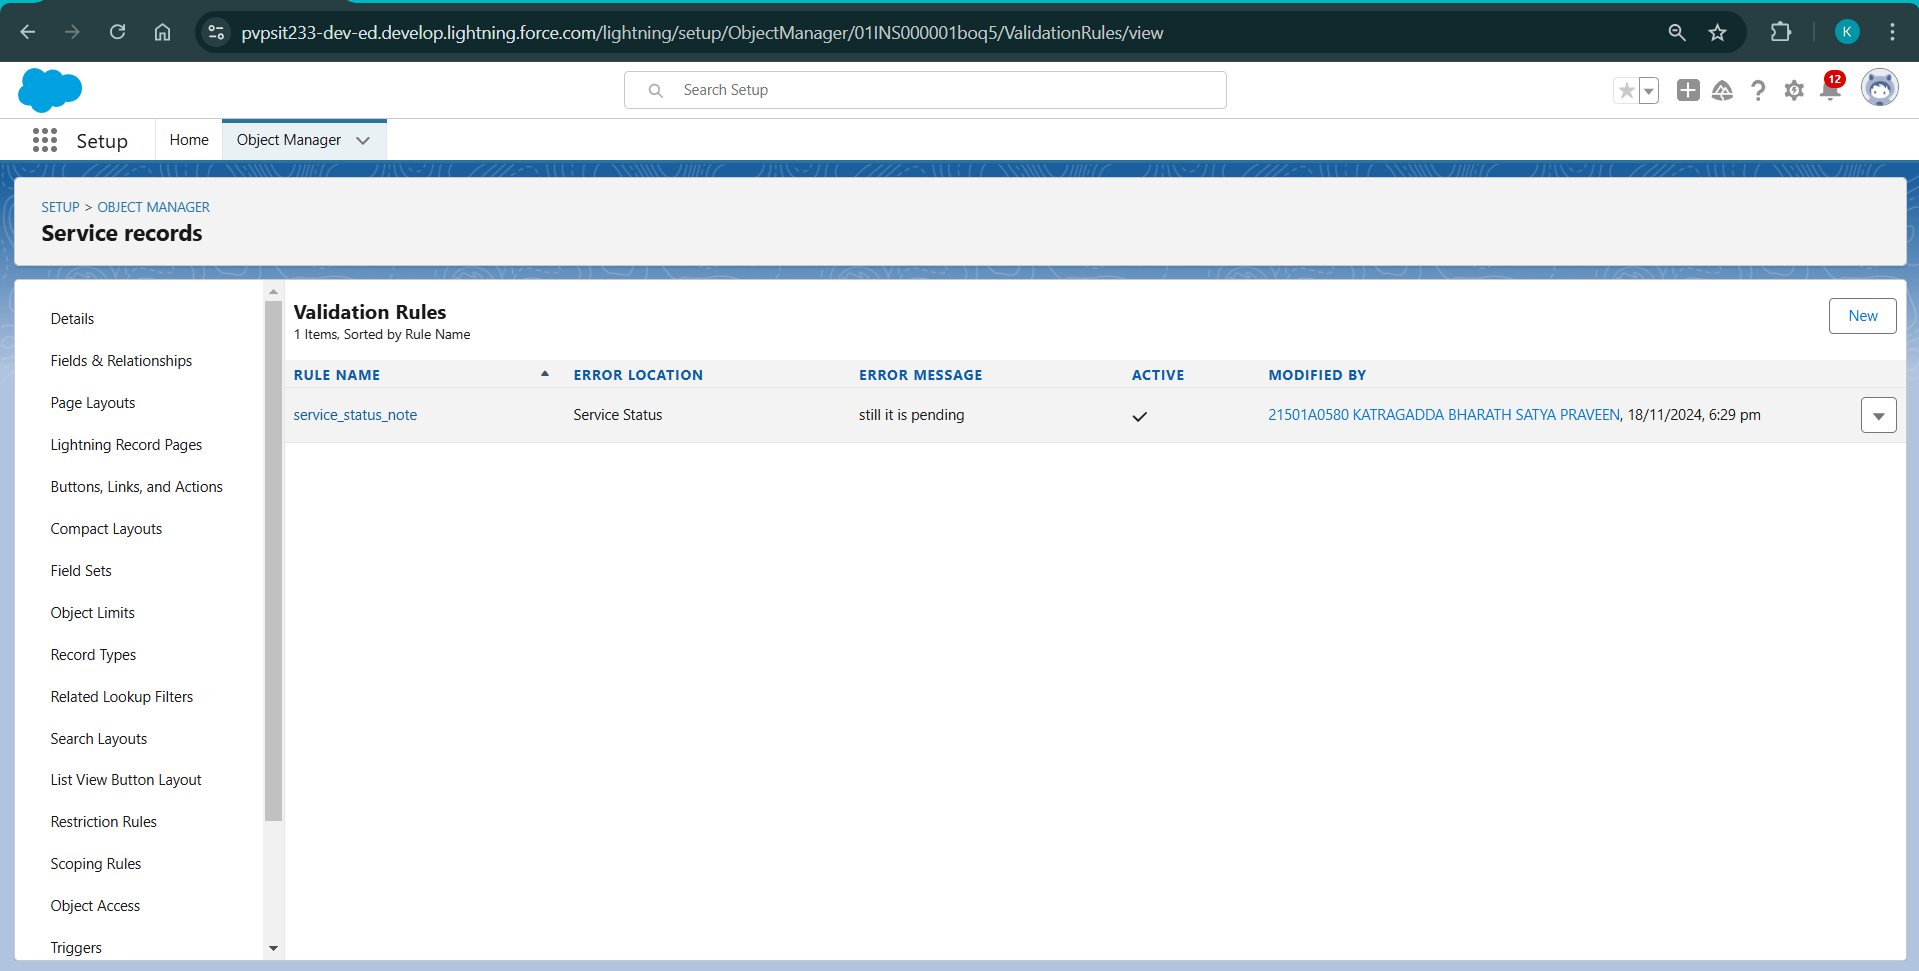 pvpsit233-dev-ed.develop.lightning.force.com/lightning/setup/ObjectManager/01INS000001boq5/ValidationRules/view
K
Search Setup
12
Setup
Home
Object Manager
SETUP > OBJECT MANAGER
Service records
Details
Fields & Relationships
Page Layouts
Lightning Record Pages
Buttons, Links, and Actions
Compact Layouts
Field Sets
Object Limits
Record Types
Related Lookup Filters
Search Layouts
List View Button Layout
Restriction Rules
Scoping Rules
Object Access
Triggers
Validation Rules
1 Items, Sorted by Rule Name
New
RULE NAME ERROR LOCATION ERROR MESSAGE ACTIVE MODIFIED BY
service_status_note Service Status still it is pending 21501A0580 KATRAGADDA BHARATH SATYA PRAVEEN, 18/11/2024, 6:29 pm